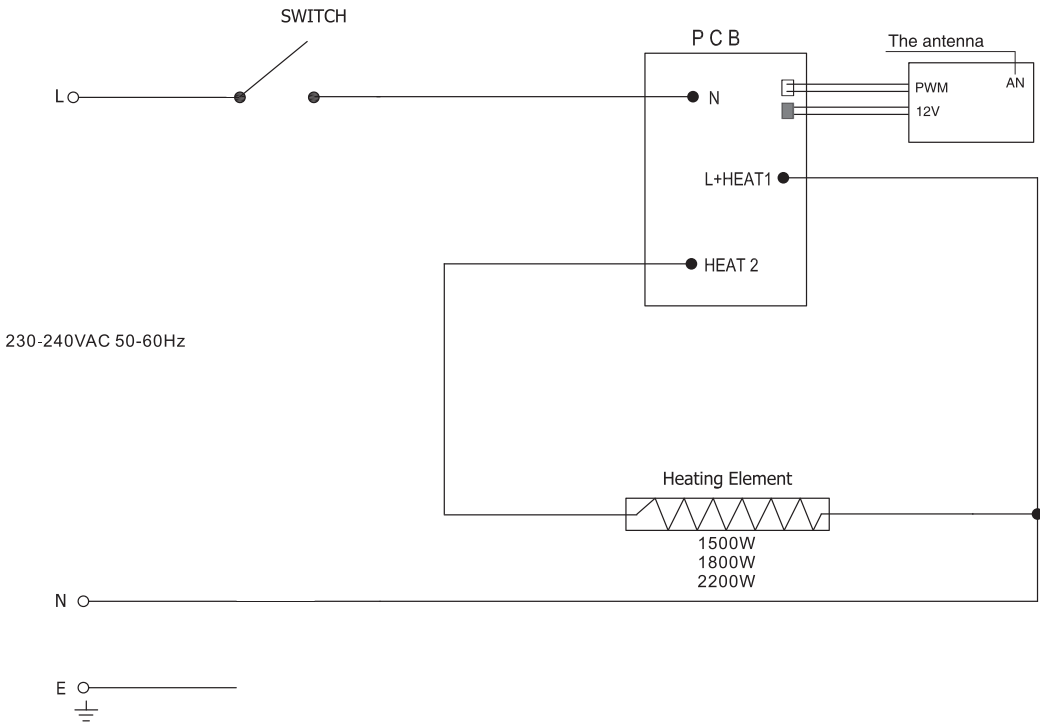 SWITCH
P C B
The antenna
L
N
PWM
AN
12V
L+HEAT1
HEAT 2
230-240VAC 50-60Hz
Heating Element
1500W
1800W
2200W
N
E